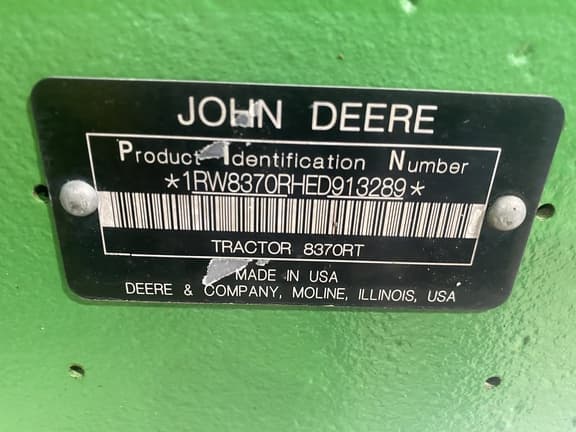 JOHN DEERE
Product Identification Number
*1RW8370RHED913289*
TRACTOR 8370RT
MADE IN USA
DEERE & COMPANY, MOLINE, ILLINOIS, USA